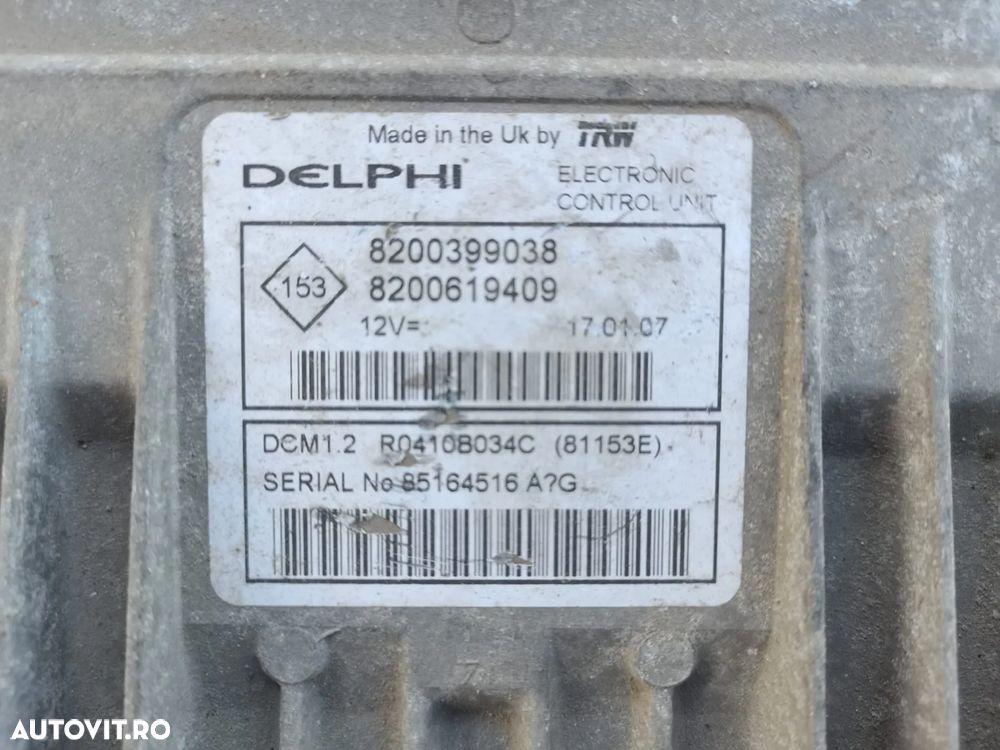 Made in the Uk by TRW
DELPHI
ELECTRONIC
CONTROL UNIT
153
8200399038
8200619409
12V=
17.01.07
DCM1.2 R0410B034C (81153E)
SERIAL No 85164516 A?G
7
AUTOVIT.RO